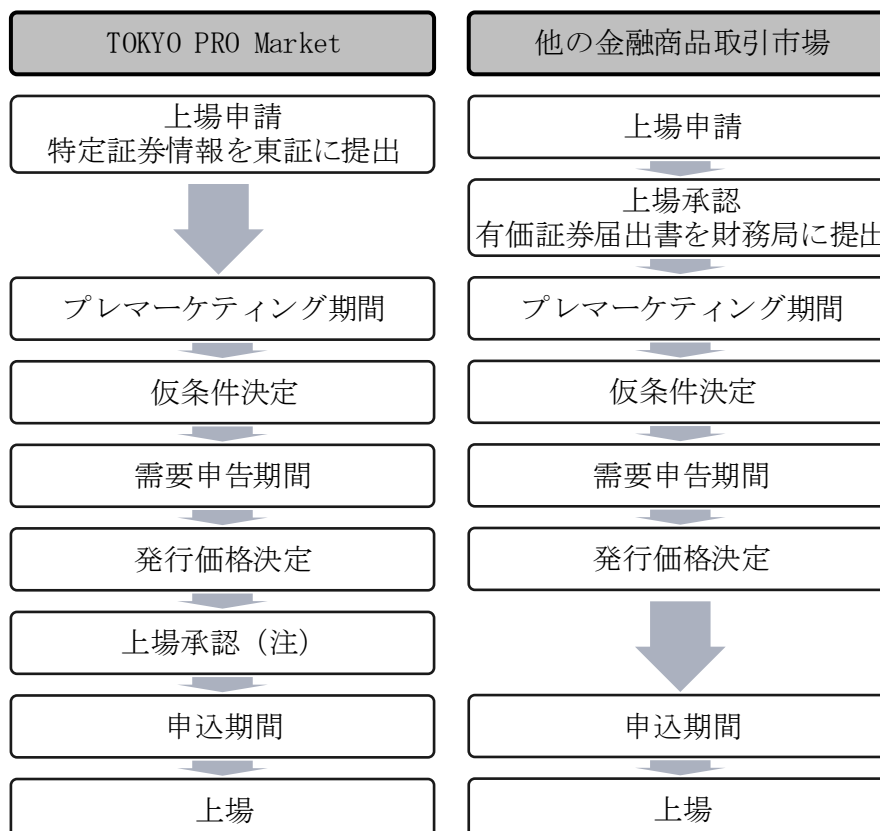 TOKYO PRO Market
上場申請
特定証券情報を東証に提出
プレマーケティング期間
仮条件決定
需要申告期間
発行価格決定
上場承認（注）
申込期間
上場
他の金融商品取引市場
上場申請
上場承認
有価証券届出書を財務局に提出
プレマーケティング期間
仮条件決定
需要申告期間
発行価格決定
申込期間
上場